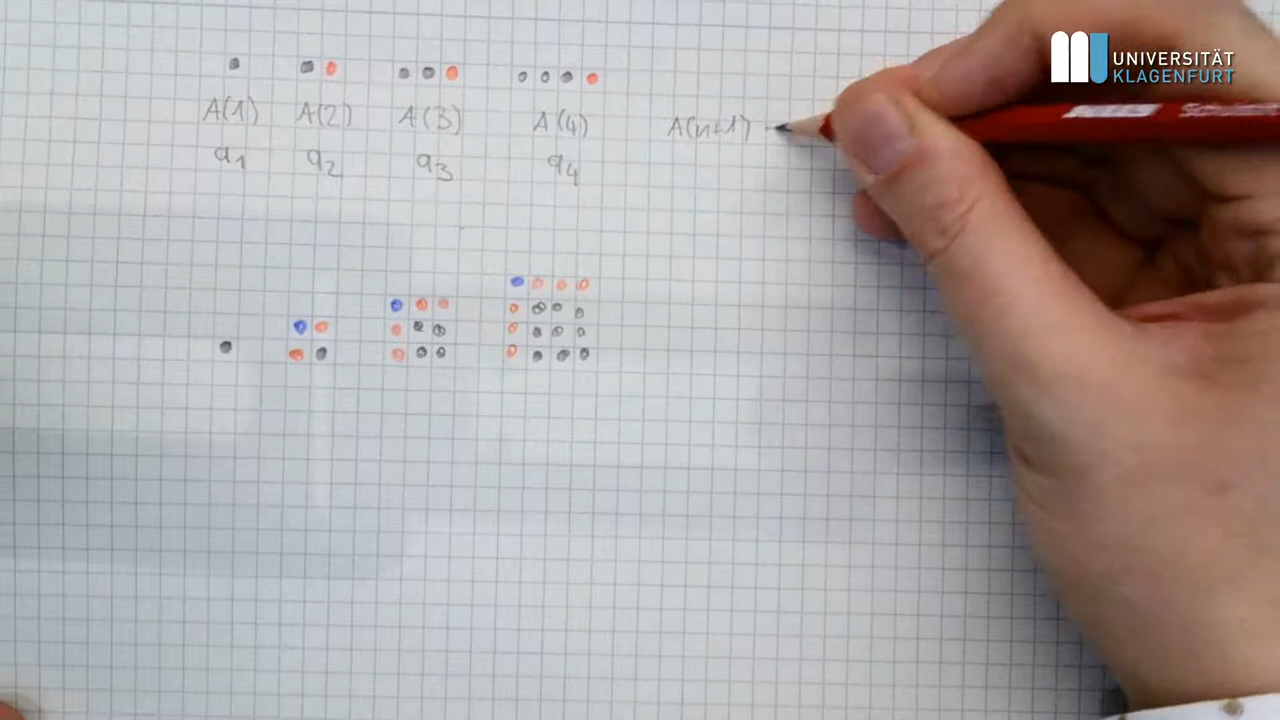 UNIVERSITÄT
KLAGENFURT
A(1) A(2) A(3) A(4) A(n+1)
a₁ a₂ a₃ a₄